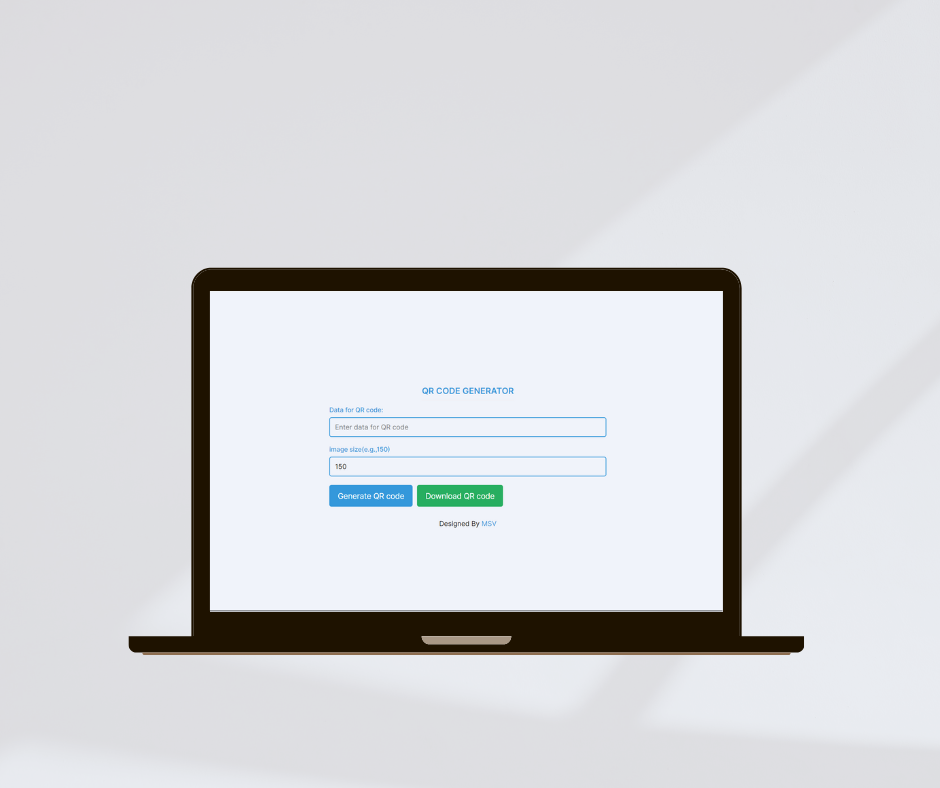 QR CODE GENERATOR
Data for QR code:
Enter data for QR code
Image size(e.g.,150)
150
Generate QR code Download QR code
Designed By MSV